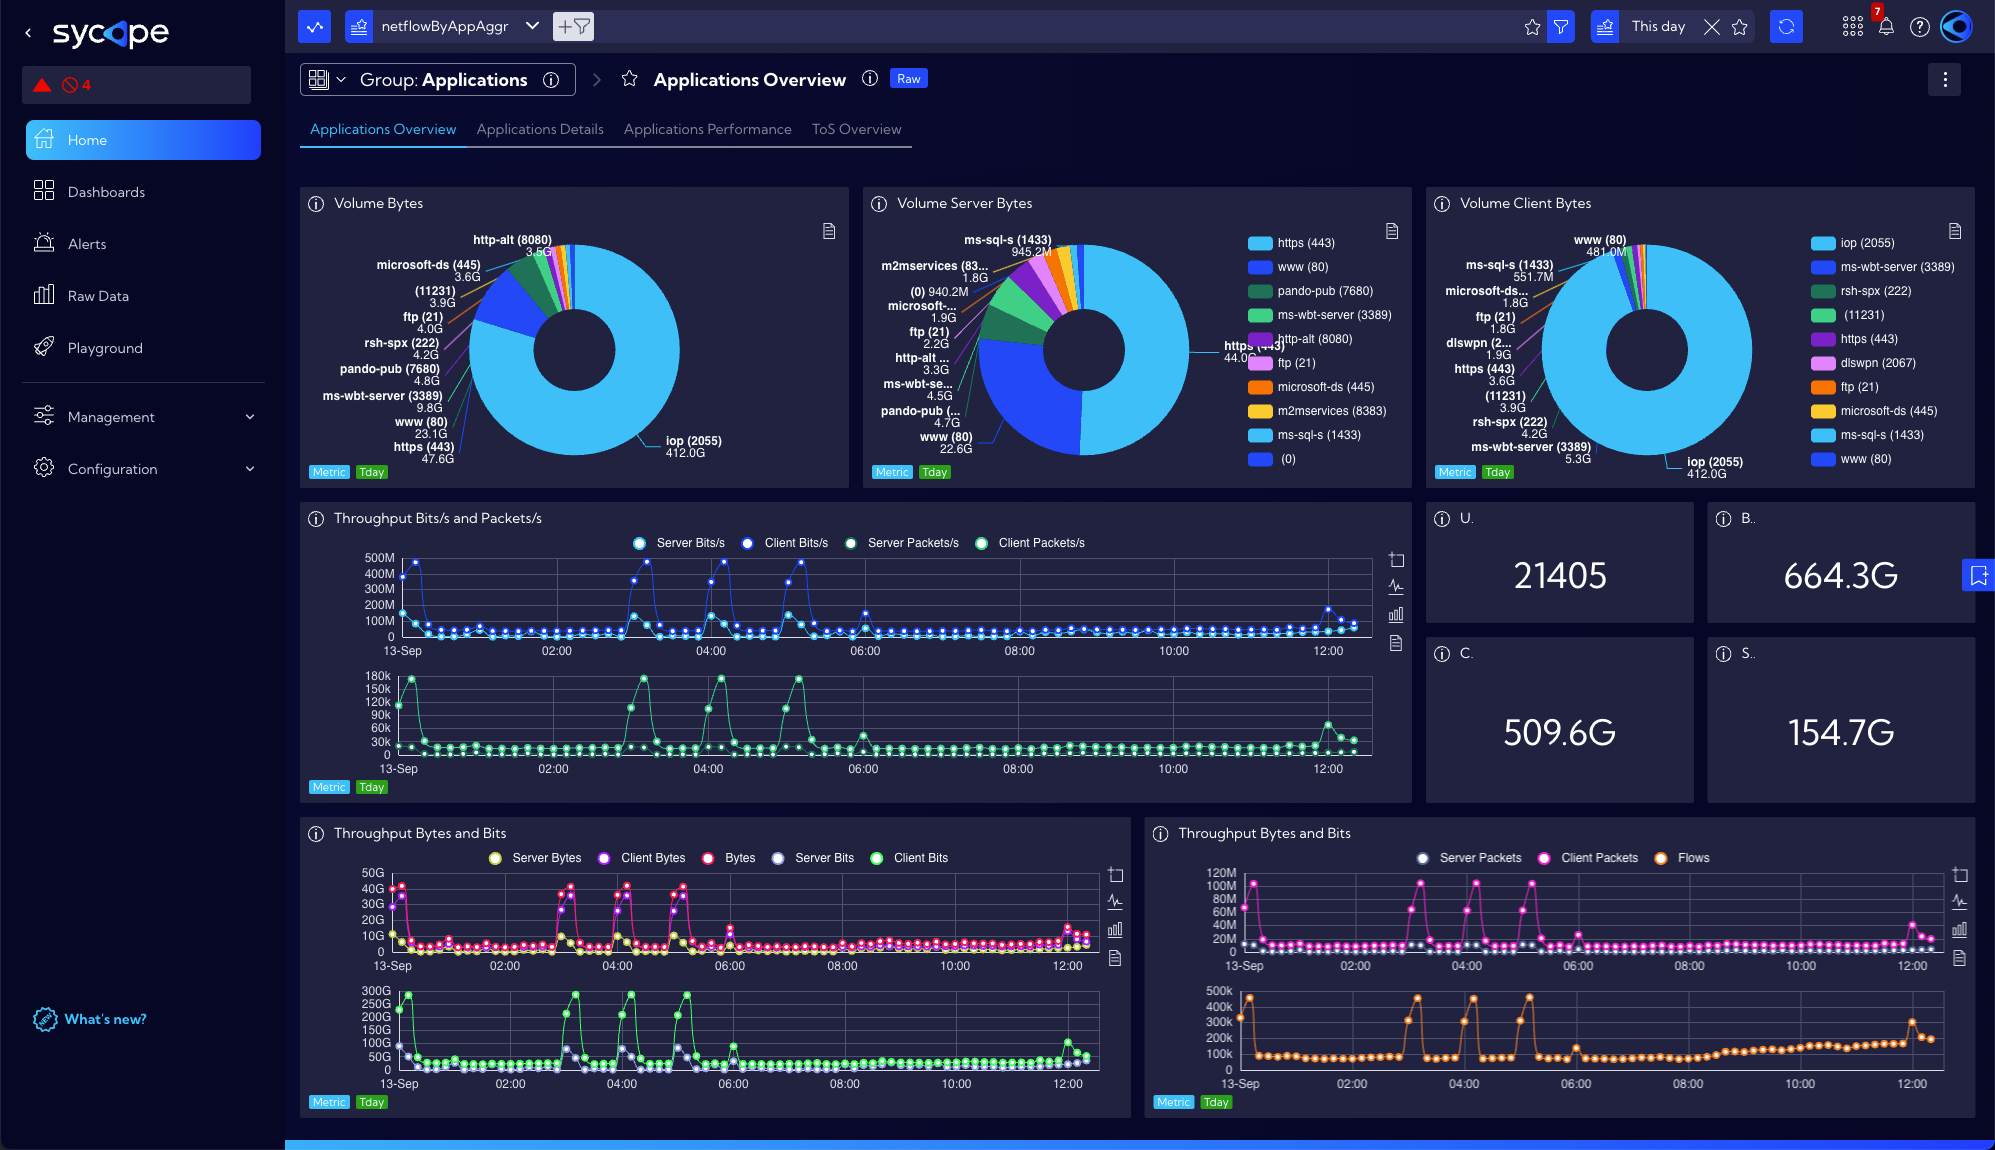 sycope
4
Home
Dashboards
Alerts
Raw Data
Playground
Management
Configuration
What's new?
NEW
netflowByAppAggr
This day
7
Group: Applications
Applications Overview
Raw
Applications Overview
Applications Details
Applications Performance
ToS Overview
Volume Bytes
http-alt (8080)
3.5G
microsoft-ds (445)
3.6G
(11231)
3.9G
ftp (21)
4.0G
rsh-spx (222)
4.2G
pando-pub (7680)
4.8G
ms-wbt-server (3389)
9.8G
www (80)
23.1G
https (443)
47.6G
iop (2055)
412.0G
Metric
Tday
Volume Server Bytes
ms-sql-s (1433)
945.2M
m2mservices (83...
1.8G
(0) 940.2M
microsoft-...
1.9G
ftp (21)
2.2G
http-alt ...
3.3G
ms-wbt-se...
4.5G
pando-pub (...
4.7G
www (80)
22.6G
https (443)
44.0G
https (443)
www (80)
pando-pub (7680)
ms-wbt-server (3389)
http-alt (8080)
ftp (21)
microsoft-ds (445)
m2mservices (8383)
ms-sql-s (1433)
(0)
Metric
Tday
Volume Client Bytes
www (80)
481.0M
ms-sql-s (1433)
551.7M
microsoft-ds...
1.8G
ftp (21)
1.8G
dlswpn (2...
1.9G
https (443)
3.6G
(11231)
3.9G
rsh-spx (222)
4.2G
ms-wbt-server (3389)
5.3G
iop (2055)
412.0G
iop (2055)
ms-wbt-server (3389)
rsh-spx (222)
(11231)
https (443)
dlswpn (2067)
ftp (21)
microsoft-ds (445)
ms-sql-s (1433)
www (80)
Metric
Tday
Throughput Bits/s and Packets/s
Server Bits/s
Client Bits/s
Server Packets/s
Client Packets/s
500M
400M
300M
200M
100M
0
13-Sep
02:00
04:00
06:00
08:00
10:00
12:00
180k
150k
120k
90k
60k
30k
0
13-Sep
02:00
04:00
06:00
08:00
10:00
12:00
Metric
Tday
U.
21405
B..
664.3G
C.
509.6G
S..
154.7G
Throughput Bytes and Bits
Server Bytes
Client Bytes
Bytes
Server Bits
Client Bits
50G
40G
30G
20G
10G
0
13-Sep
02:00
04:00
06:00
08:00
10:00
12:00
300G
250G
200G
150G
100G
50G
0
13-Sep
02:00
04:00
06:00
08:00
10:00
12:00
Metric
Tday
Throughput Bytes and Bits
Server Packets
Client Packets
Flows
120M
100M
80M
60M
40M
20M
0
13-Sep
02:00
04:00
06:00
08:00
10:00
12:00
500k
400k
300k
200k
100k
0
13-Sep
02:00
04:00
06:00
08:00
10:00
12:00
Metric
Tday